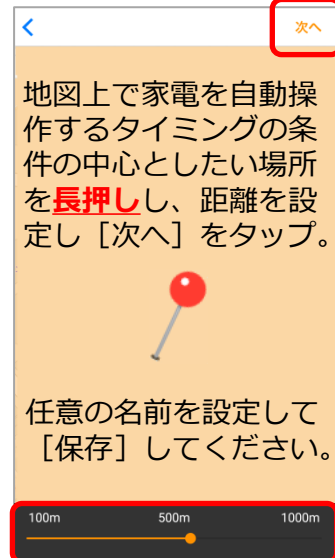 次へ
地図上で家電を自動操
作するタイミングの条
件の中心としたい場所
を長押しし、距離を設
定し［次へ］をタップ。
任意の名前を設定して
［保存］してください。
100m 500m 1000m